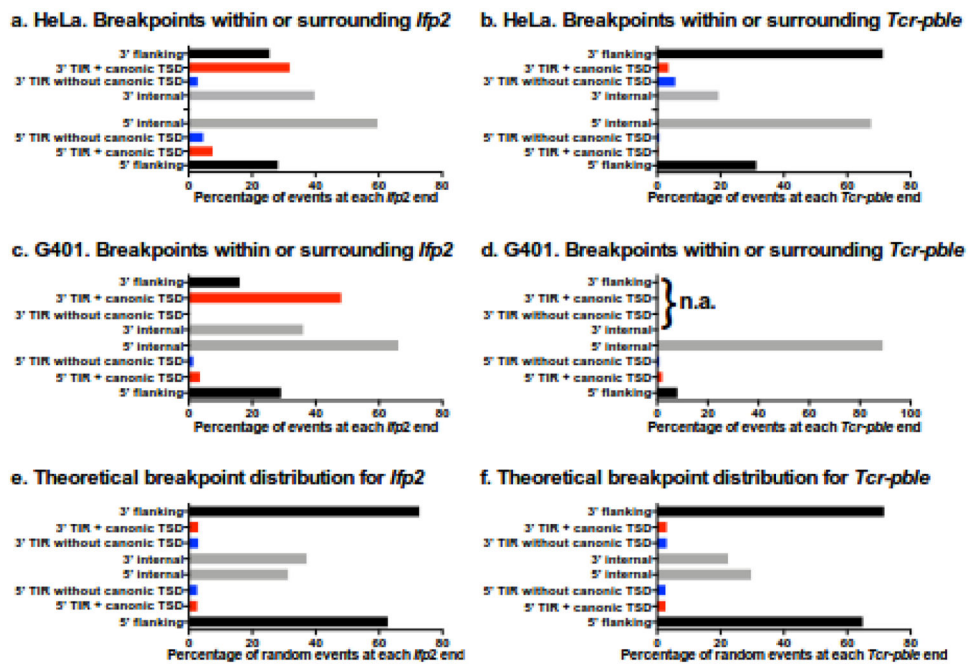 a. HeLa. Breakpoints within or surrounding Ifp2
3' flanking
3' TIR + canonic TSD
3' TIR without canonic TSD
3' internal
5' internal
5' TIR without canonic TSD
5' TIR + canonic TSD
5' flanking
0 20 40 60 80
Percentage of events at each Ifp2 end
b. HeLa. Breakpoints within or surrounding Tcr-pble
3' flanking
3' TIR + canonic TSD
3' TIR without canonic TSD
3' internal
5' internal
5' TIR without canonic TSD
5' TIR + canonic TSD
5' flanking
0 20 40 60 80
Percentage of events at each Tcr-pble end
c. G401. Breakpoints within or surrounding Ifp2
3' flanking
3' TIR + canonic TSD
3' TIR without canonic TSD
3' internal
5' internal
5' TIR without canonic TSD
5' TIR + canonic TSD
5' flanking
0 20 40 60 80
Percentage of events at each Ifp2 end
d. G401. Breakpoints within or surrounding Tcr-pble
3' flanking
3' TIR + canonic TSD
3' TIR without canonic TSD
3' internal
} n.a.
5' internal
5' TIR without canonic TSD
5' TIR + canonic TSD
5' flanking
0 20 40 60 80 100
Percentage of events at each Tcr-pble end
e. Theoretical breakpoint distribution for Ifp2
3' flanking
3' TIR + canonic TSD
3' TIR without canonic TSD
3' internal
5' internal
5' TIR without canonic TSD
5' TIR + canonic TSD
5' flanking
0 20 40 60 80
Percentage of random events at each Ifp2 end
f. Theoretical breakpoint distribution for Tcr-pble
3' flanking
3' TIR + canonic TSD
3' TIR without canonic TSD
3' internal
5' internal
5' TIR without canonic TSD
5' TIR + canonic TSD
5' flanking
0 20 40 60 80
Percentage of random events at each Tcr-pble end